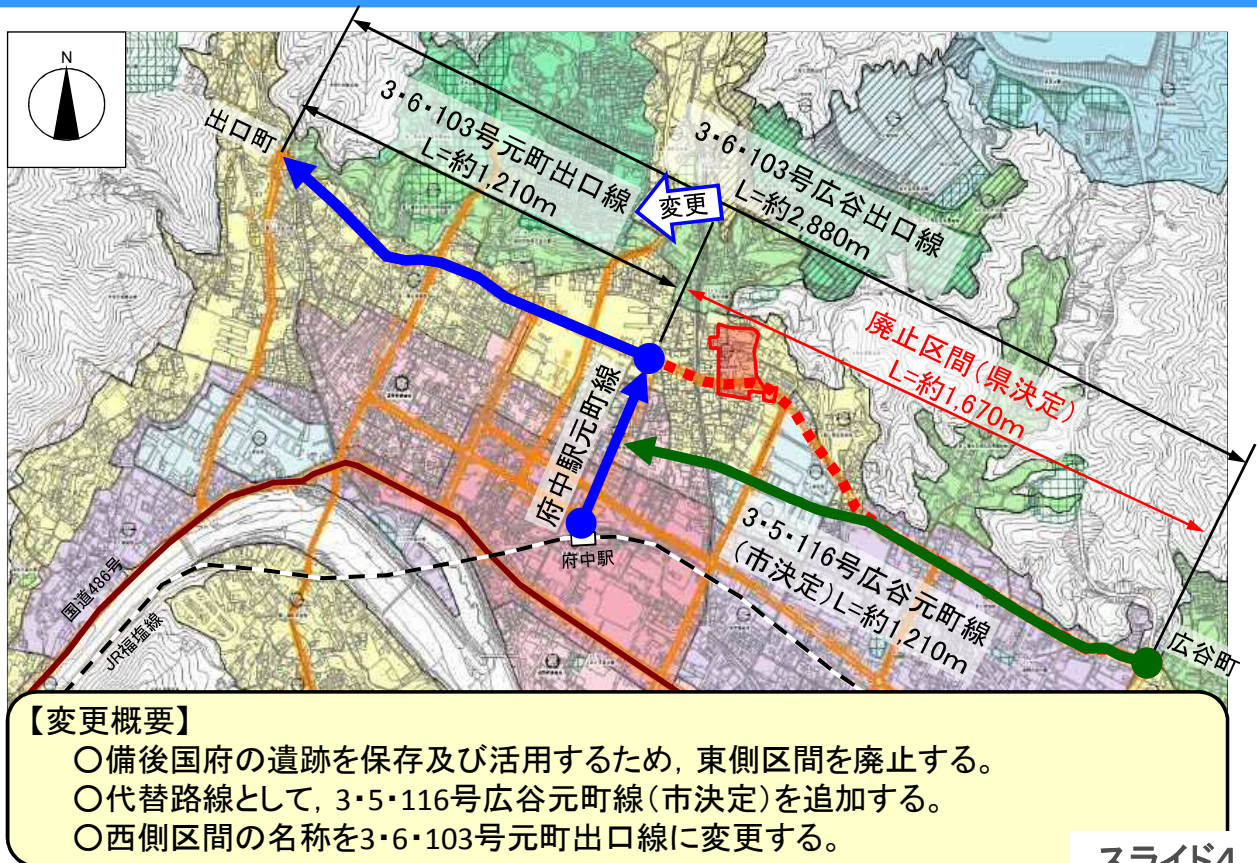 N
出口町
3・6・103号元町出口線
L=約1,210m
変更
3・6・103号広谷出口線
L=約2,880m
廃止区間(県決定)
L=約1,670m
府中駅元町線
3・5・116号広谷元町線
(市決定)L=約1,210m
府中駅
国道486号
JR福塩線
広谷町
【変更概要】
〇備後国府の遺跡を保存及び活用するため, 東側区間を廃止する。
〇代替路線として, 3・5・116号広谷元町線(市決定)を追加する。
〇西側区間の名称を3・6・103号元町出口線に変更する。
スライド4